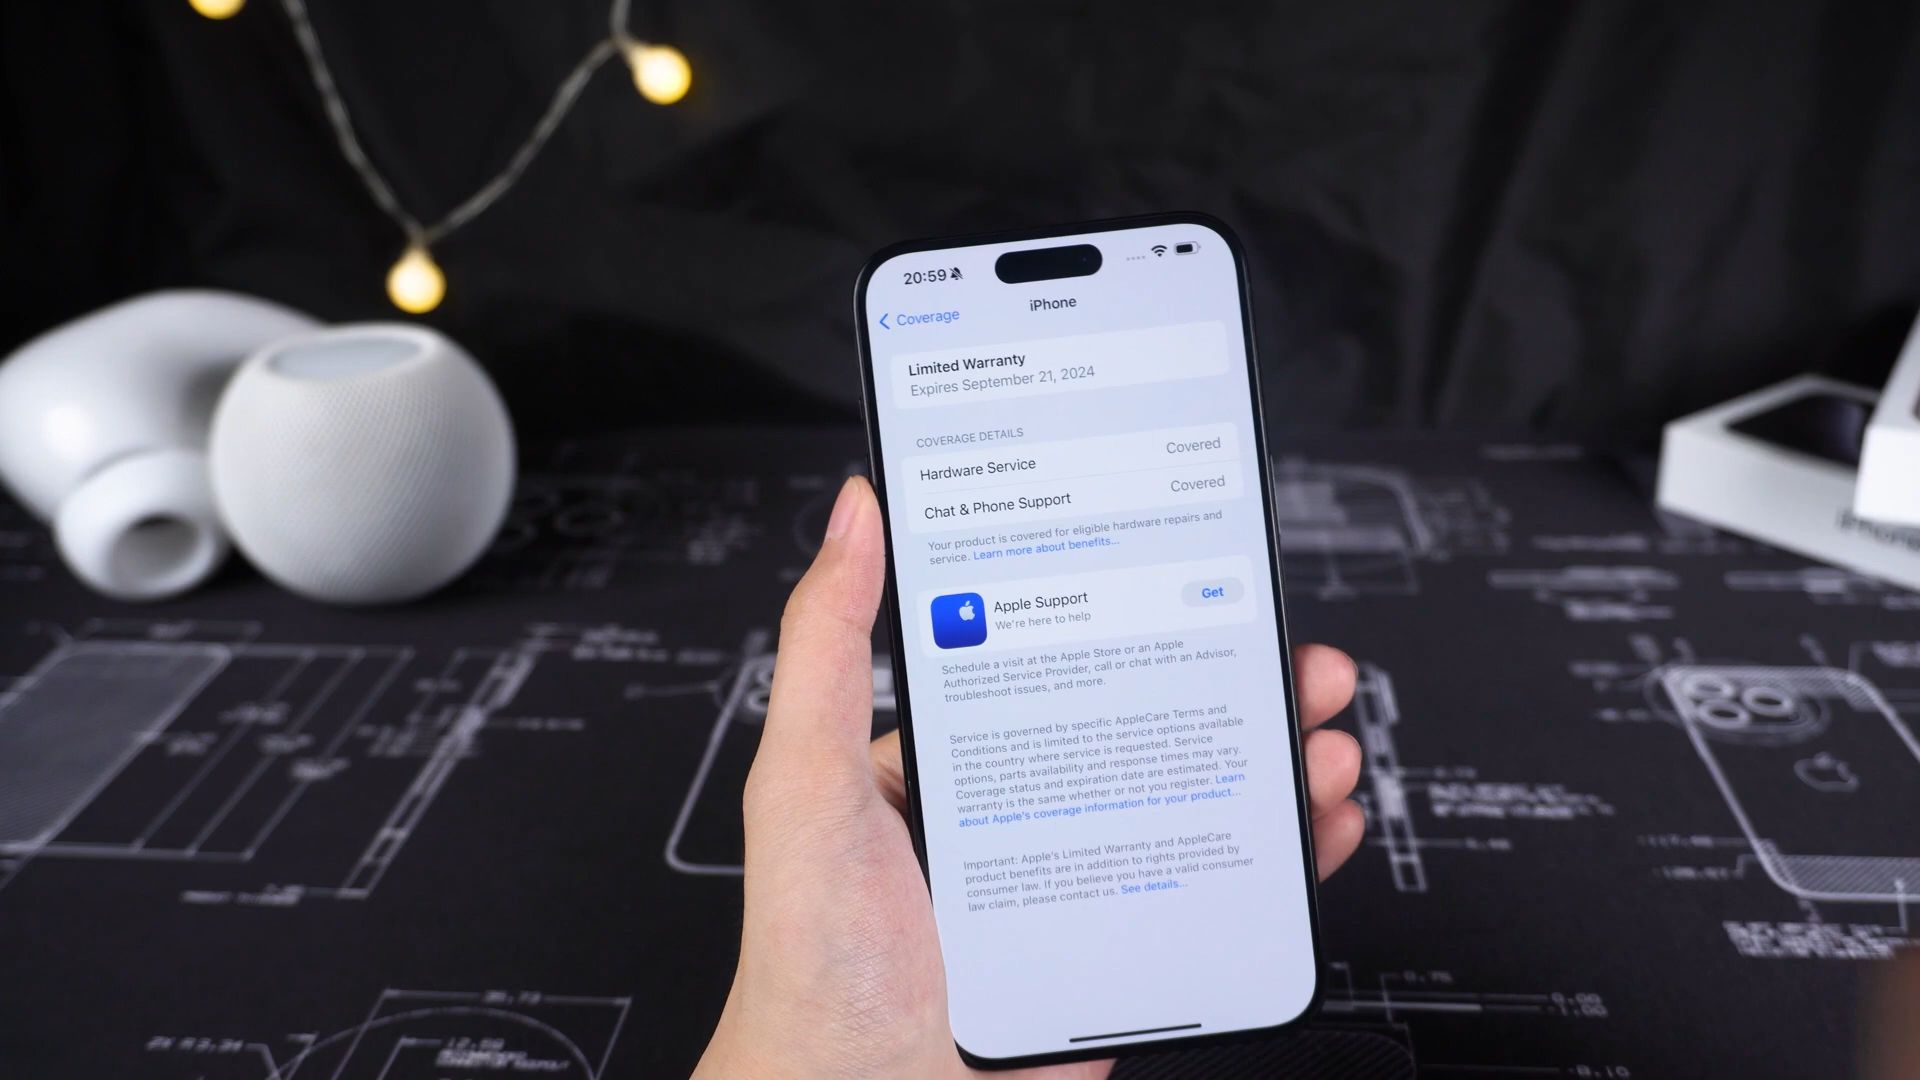 20:59
Coverage
iPhone
Limited Warranty
Expires September 21, 2024
COVERAGE DETAILS
Hardware Service
Covered
Chat & Phone Support
Covered
Your product is covered for eligible hardware repairs and
service. Learn more about benefits...
Apple Support
We're here to help
Get
Schedule a visit at the Apple Store or an Apple
Authorized Service Provider, call or chat with an Advisor,
troubleshoot issues, and more.
Service is governed by specific AppleCare Terms and
Conditions and is limited to the service options available
in the country where service is requested. Service
options, parts availability and response times may vary.
Coverage status and expiration date are estimated. Your
warranty is the same whether or not you register. Learn
about Apple's coverage information for your product...
Important: Apple's Limited Warranty and AppleCare
product benefits are in addition to rights provided by
consumer law. If you believe you have a valid consumer
law claim, please contact us. See details...
iPhone
0.75